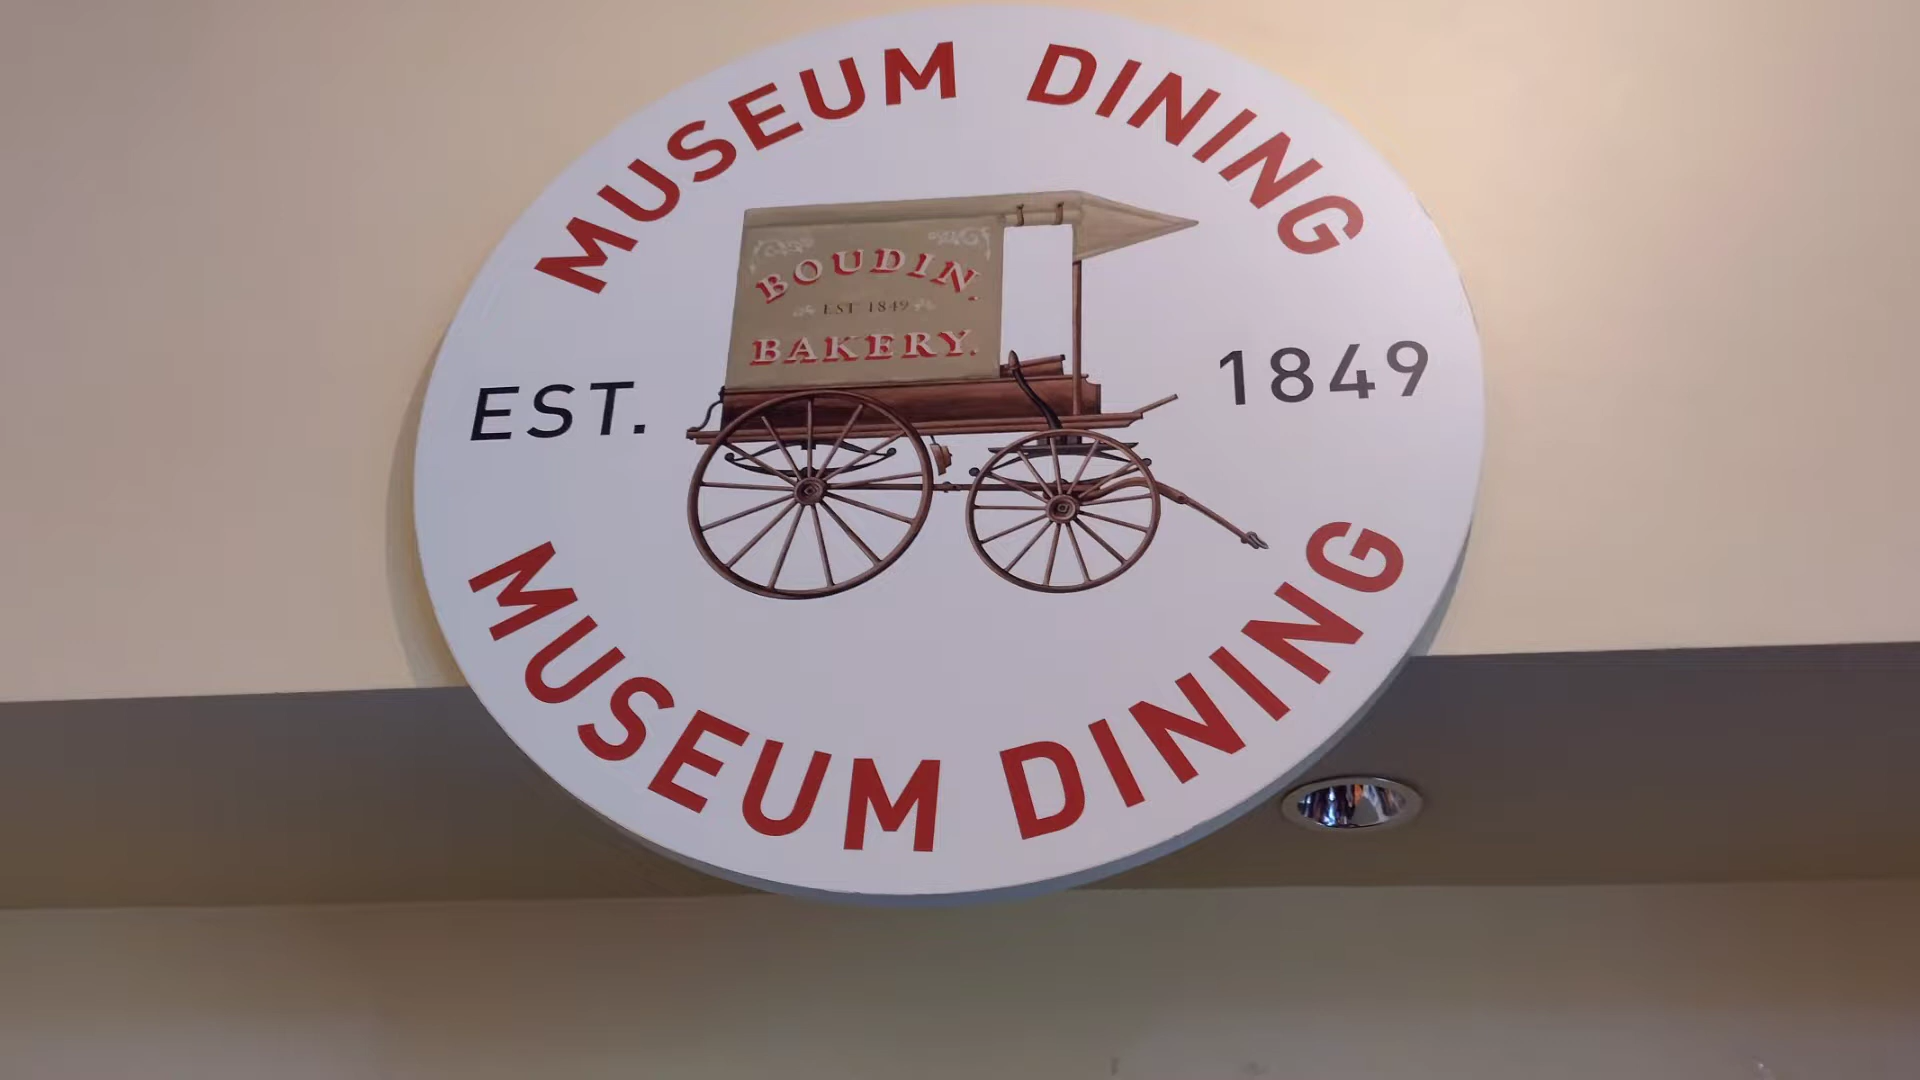 MUSEUM DINING
BOUDIN.
EST 1849
BAKERY.
EST.
1849
MUSEUM DINING